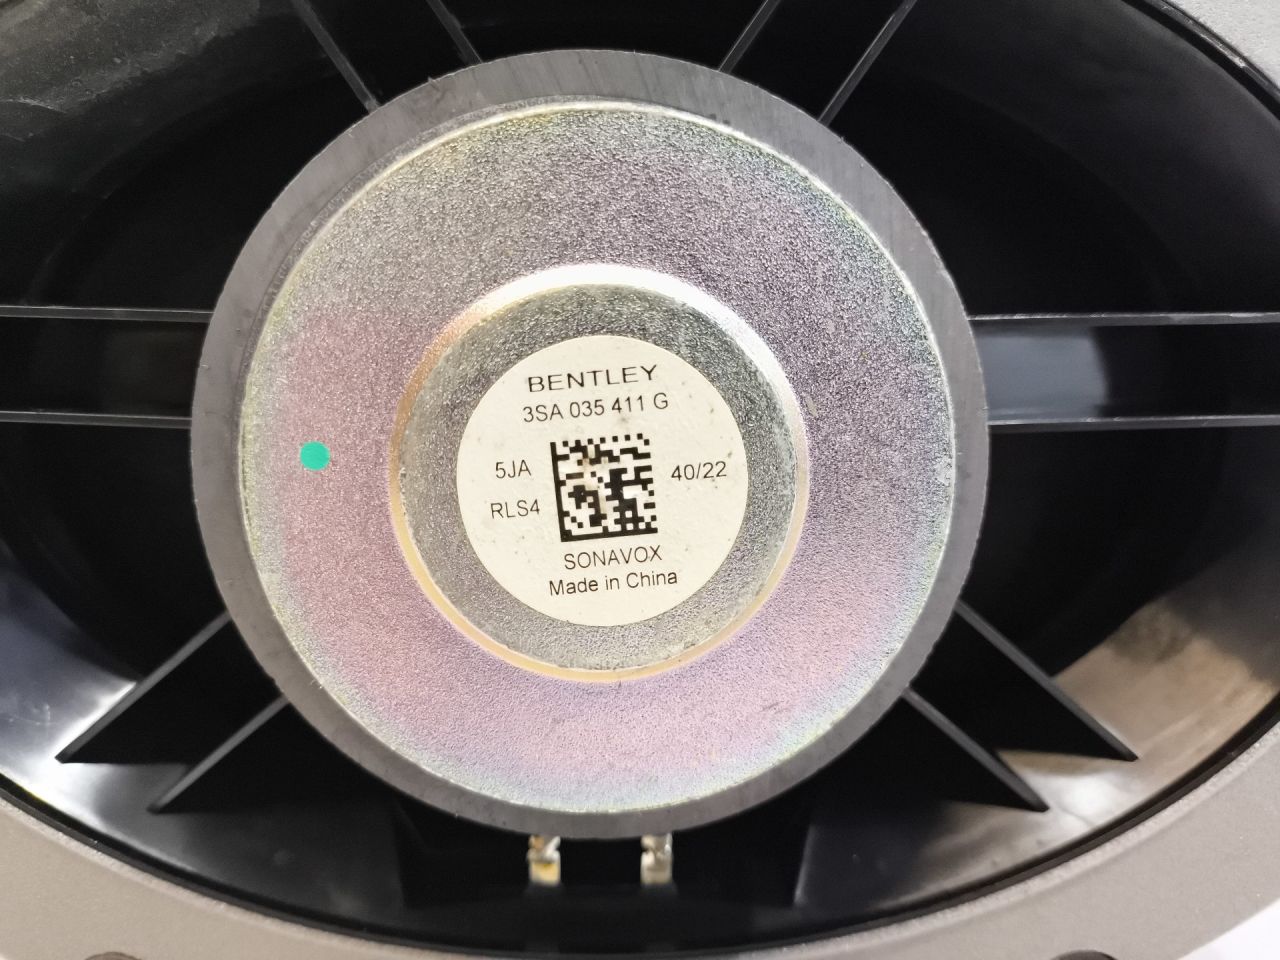 BENTLEY
3SA 035 411 G
5JA
40/22
RLS4
SONAVOX
Made in China